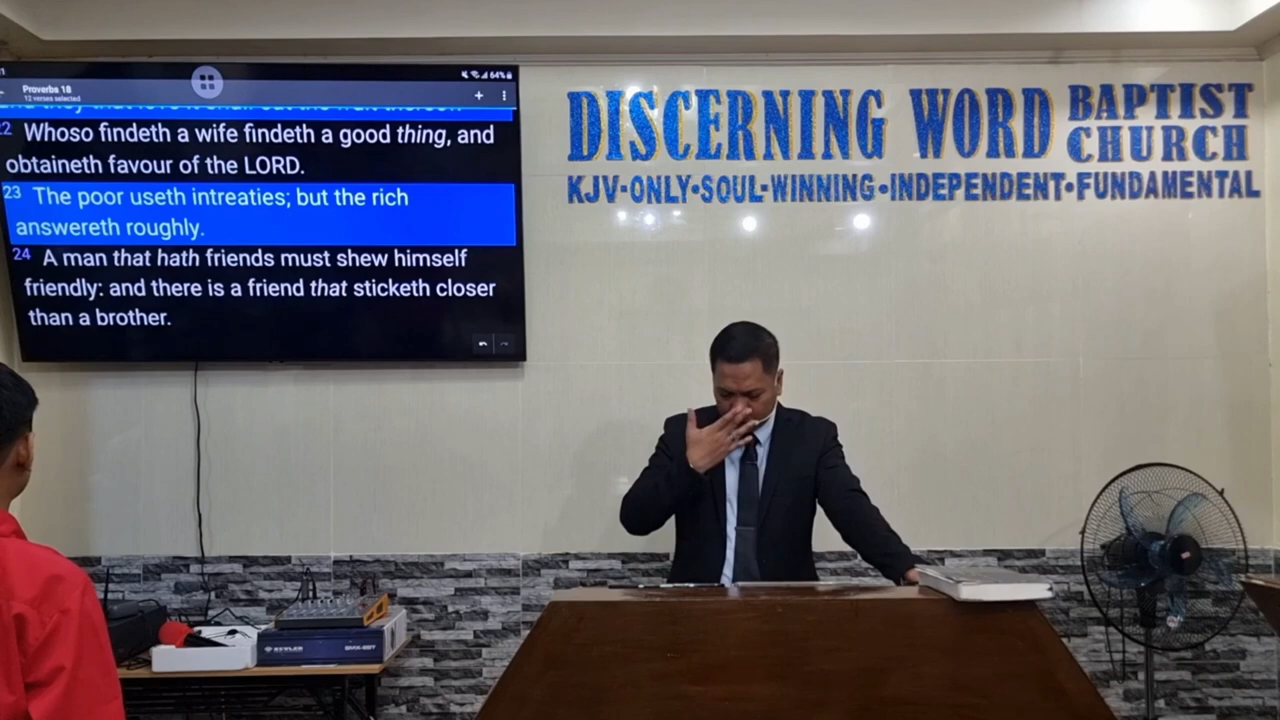 64%
Proverbs 18
12 verses selected
22 Whoso findeth a wife findeth a good thing, and
obtaineth favour of the LORD.
23 The poor useth intreaties; but the rich
answereth roughly.
24 A man that hath friends must shew himself
friendly: and there is a friend that sticketh closer
than a brother.
DISCERNING WORD BAPTIST CHURCH
KJV-ONLY•SOUL-WINNING•INDEPENDENT•FUNDAMENTAL
KEVLER